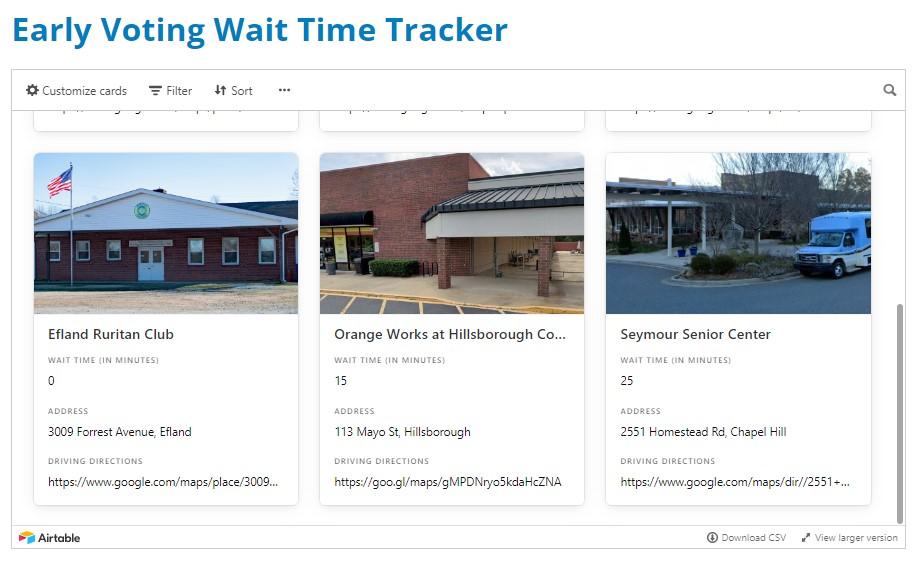 Early Voting Wait Time Tracker
Customize cards Filter Sort ...
Efland Ruritan Club
WAIT TIME (IN MINUTES)
0
ADDRESS
3009 Forrest Avenue, Efland
DRIVING DIRECTIONS
https://www.google.com/maps/place/3009...
Orange Works at Hillsborough Co...
WAIT TIME (IN MINUTES)
15
ADDRESS
113 Mayo St, Hillsborough
DRIVING DIRECTIONS
https://goo.gl/maps/gMPDNryo5kdaHcZNA
Seymour Senior Center
WAIT TIME (IN MINUTES)
25
ADDRESS
2551 Homestead Rd, Chapel Hill
DRIVING DIRECTIONS
https://www.google.com/maps/dir//2551+...
Airtable Download CSV View larger version